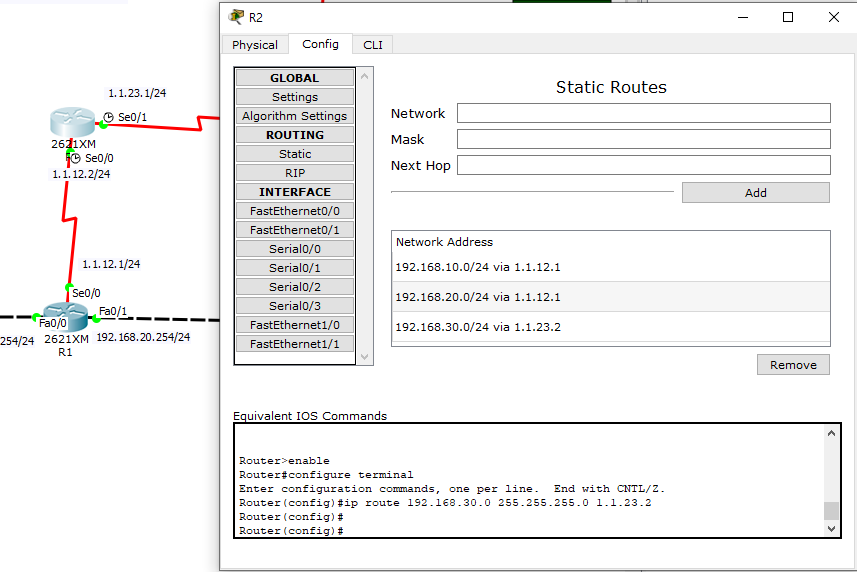 R2
Physical
Config
CLI
GLOBAL
Settings
Algorithm Settings
ROUTING
Static
RIP
INTERFACE
FastEthernet0/0
FastEthernet0/1
Serial0/0
Serial0/1
Serial0/2
Serial0/3
FastEthernet1/0
FastEthernet1/1
Static Routes
Network
Mask
Next Hop
Add
Network Address
192.168.10.0/24 via 1.1.12.1
192.168.20.0/24 via 1.1.12.1
192.168.30.0/24 via 1.1.23.2
Remove
Equivalent IOS Commands
Router>enable
Router#configure terminal
Enter configuration commands, one per line.  End with CNTL/Z.
Router(config)#ip route 192.168.30.0 255.255.255.0 1.1.23.2
Router(config)#
Router(config)#
1.1.23.1/24
Se0/1
2621XM
Se0/0
1.1.12.2/24
1.1.12.1/24
Se0/0
Fa0/1
Fa0/0
254/24
2621XM
192.168.20.254/24
R1